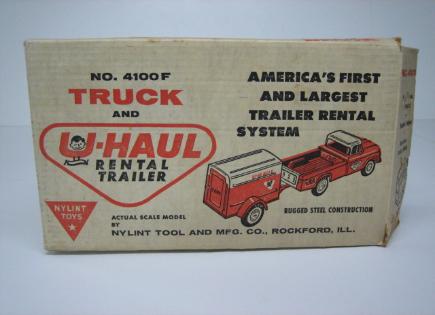 NO. 4100F
TRUCK
AND
U-HAUL
RENTAL
TRAILER
NYLINT
TOYS
AMERICA'S FIRST
AND LARGEST
TRAILER RENTAL
SYSTEM
RUGGED STEEL CONSTRUCTION
ACTUAL SCALE MODEL
BY
NYLINT TOOL AND MFG. CO., ROCKFORD, ILL.